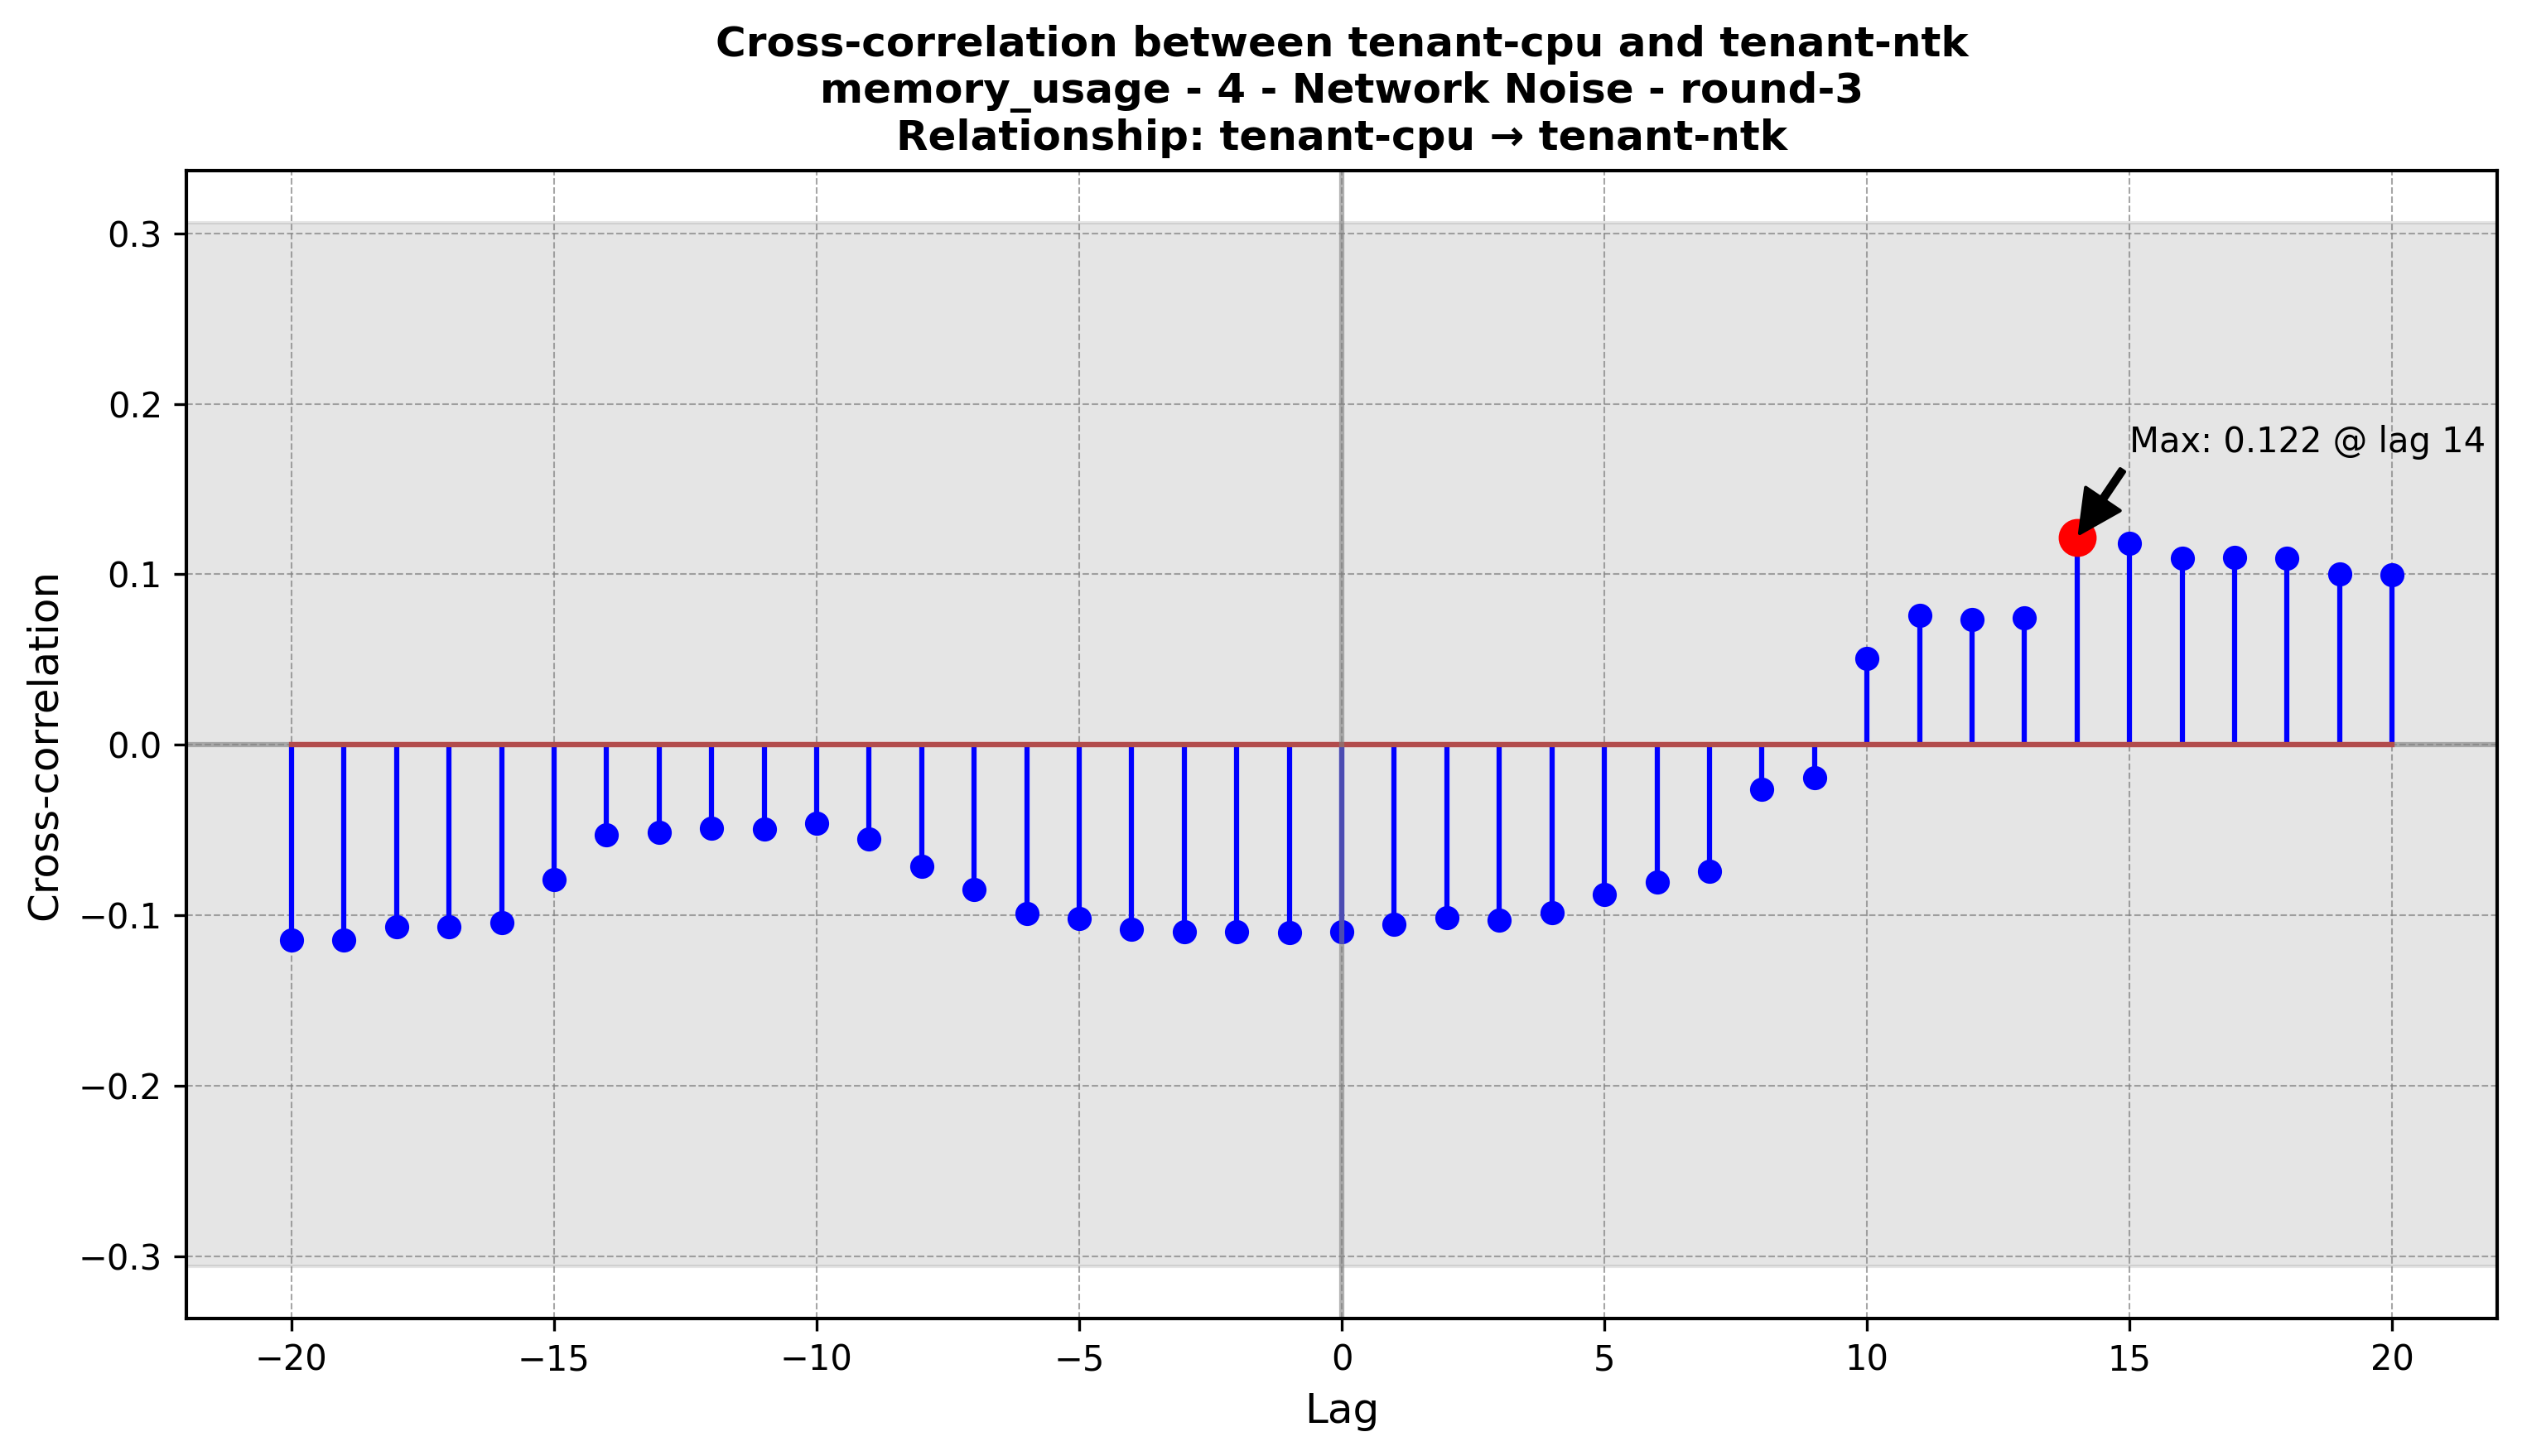 Cross-correlation between tenant-cpu and tenant-ntk
memory_usage - 4 - Network Noise - round-3
Relationship: tenant-cpu → tenant-ntk
0.3
0.2
0.1
0.0
−0.1
−0.2
−0.3
Cross-correlation
Max: 0.122 @ lag 14
−20
−15
−10
−5
0
5
10
15
20
Lag